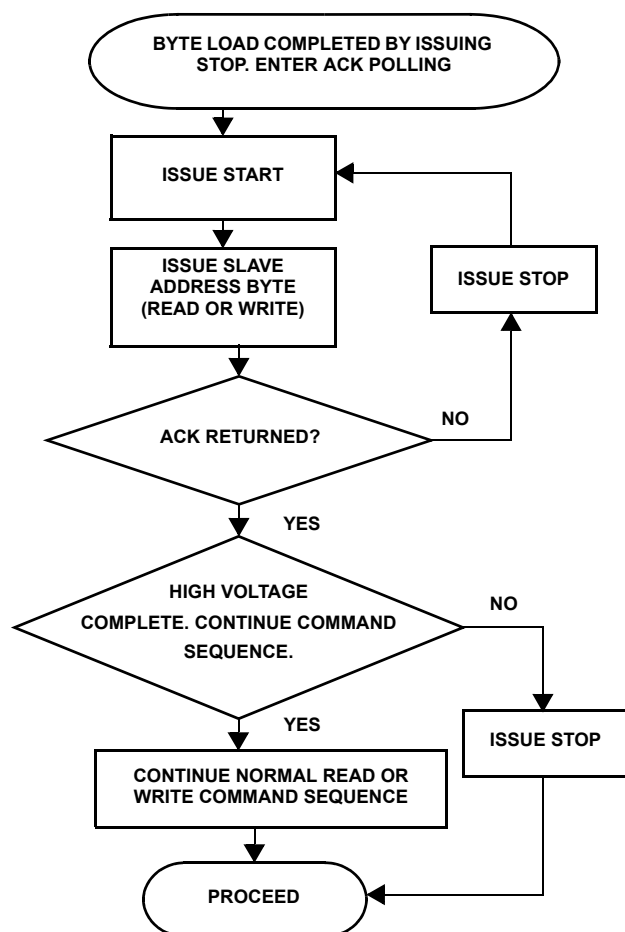 BYTE LOAD COMPLETED BY ISSUING
STOP. ENTER ACK POLLING
ISSUE START
ISSUE SLAVE
ADDRESS BYTE
(READ OR WRITE)
ISSUE STOP
ACK RETURNED?
NO
YES
HIGH VOLTAGE
COMPLETE. CONTINUE COMMAND
SEQUENCE.
NO
YES
ISSUE STOP
CONTINUE NORMAL READ OR
WRITE COMMAND SEQUENCE
PROCEED